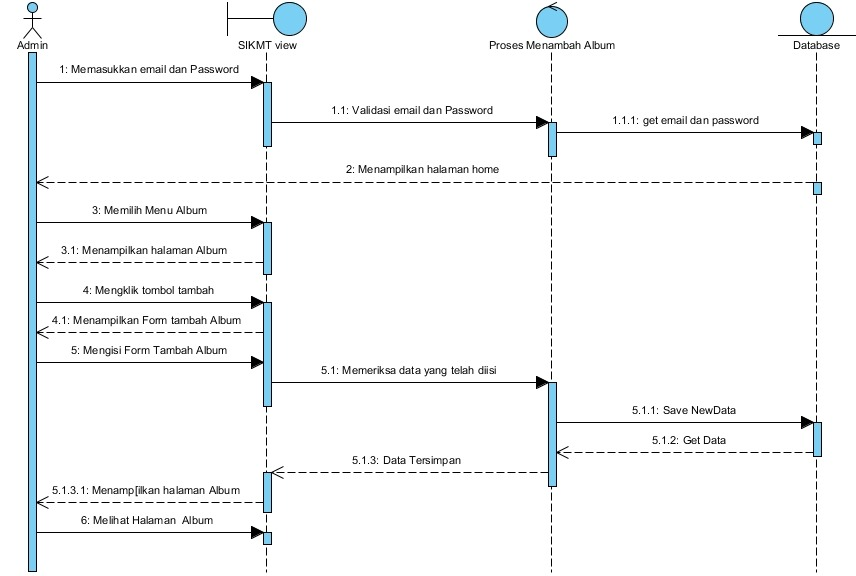 Admin
SIKMT view
Proses Menambah Album
Database
1: Memasukkan email dan Password
1.1: Validasi email dan Password
1.1.1: get email dan password
2: Menampilkan halaman home
3: Memilih Menu Album
3.1: Menampilkan halaman Album
4: Mengklik tombol tambah
4.1: Menampilkan Form tambah Album
5: Mengisi Form Tambah Album
5.1: Memeriksa data yang telah diisi
5.1.1: Save NewData
5.1.2: Get Data
5.1.3: Data Tersimpan
5.1.3.1: Menamp[ilkan halaman Album
6: Melihat Halaman  Album